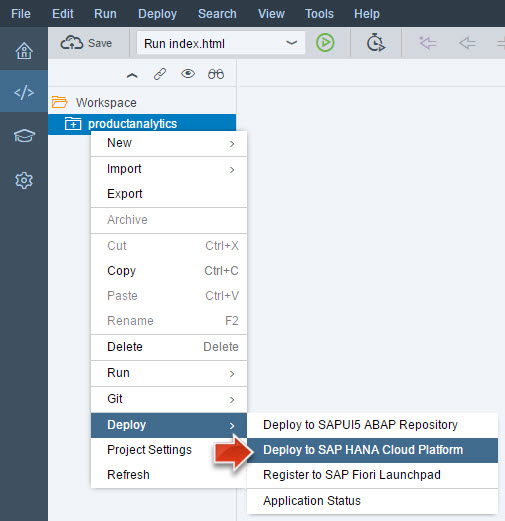 File Edit Run Deploy Search View Tools Help
Save Run index.html
Workspace
productanalytics
New
Import
Export
Archive
Cut Ctrl+X
Copy Ctrl+C
Paste Ctrl+V
Rename F2
Delete Delete
Run
Git
Deploy
Project Settings
Refresh
Deploy to SAPUI5 ABAP Repository
Deploy to SAP HANA Cloud Platform
Register to SAP Fiori Launchpad
Application Status